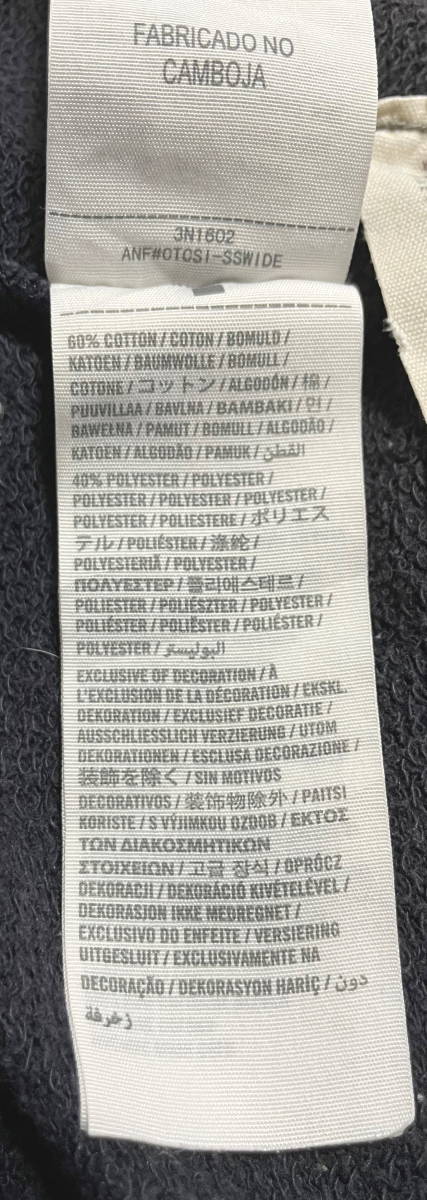 FABRICADO NO
CAMBOJA
3N1602
ANF#OTCSI-SSWIDE
60% COTTON / COTON / BOMULD /
KATOEN / BAUMWOLLE / BOMULL /
COTONE / コットン / ALGODÓN / 棉 /
PUUVILLAA / BAVLNA / BAMBAKI / 면 /
BAWEŁNA / PAMUT / BOMULL / ALGODÃO /
KATOEN / ALGODÃO / PAMUK / القطن
40% POLYESTER / POLYESTER /
POLYESTER / POLYESTER / POLYESTER /
POLYESTER / POLIESTERE / ポリエス
テル / POLIÉSTER / 涤纶 /
POLYESTERIÄ / POLYESTER /
ΠΟΛΥΕΣΤΕΡ / 폴리에스테르 /
POLIESTER / POLIÉSZTER / POLYESTER /
POLIÉSTER / POLIËSTER / POLIÉSTER /
POLYESTER / البوليستر
EXCLUSIVE OF DECORATION / À
L'EXCLUSION DE LA DÉCORATION / EKSKL.
DEKORATION / EXCLUSIEF DECORATIE /
AUSSCHLIESSLICH VERZIERUNG / UTOM
DEKORATIONEN / ESCLUSA DECORAZIONE /
装飾を除く / SIN MOTIVOS
DECORATIVOS / 装饰物除外 / PAITSI
KORISTE / S VÝJIMKOU OZDOB / ΕΚΤΟΣ
ΤΩΝ ΔΙΑΚΟΣΜΗΤΙΚΩΝ
ΣΤΟΙΧΕΙΩΝ / 고급 장식 / OPRÓCZ
DEKORACJI / DEKORÁCIÓ KIVÉTELÉVEL /
DEKORASJON IKKE MEDREGNET /
EXCLUSIVO DO ENFEITE / VERSIERING
UITGESLUIT / EXCLUSIVAMENTE NA
DECORAÇÃO / DEKORASYON HARİÇ / دون
زخرفة